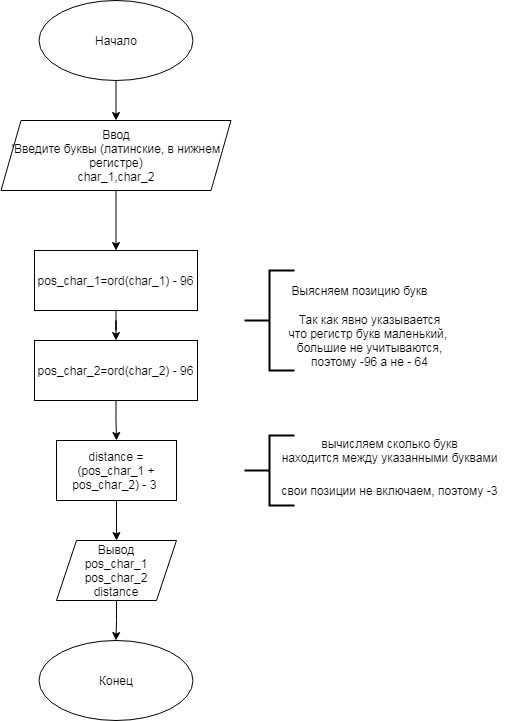 Начало
Ввод
'Введите буквы (латинские, в нижнем
регистре)
char_1,char_2
pos_char_1=ord(char_1) - 96
Выясняем позицию букв
Так как явно указывается
что регистр букв маленький,
большие не учитываются,
поэтому -96 а не - 64
pos_char_2=ord(char_2) - 96
distance =
(pos_char_1 +
pos_char_2) - 3
вычисляем сколько букв
находится между указанными буквами
свои позиции не включаем, поэтому -3
Вывод
pos_char_1
pos_char_2
distance
Конец